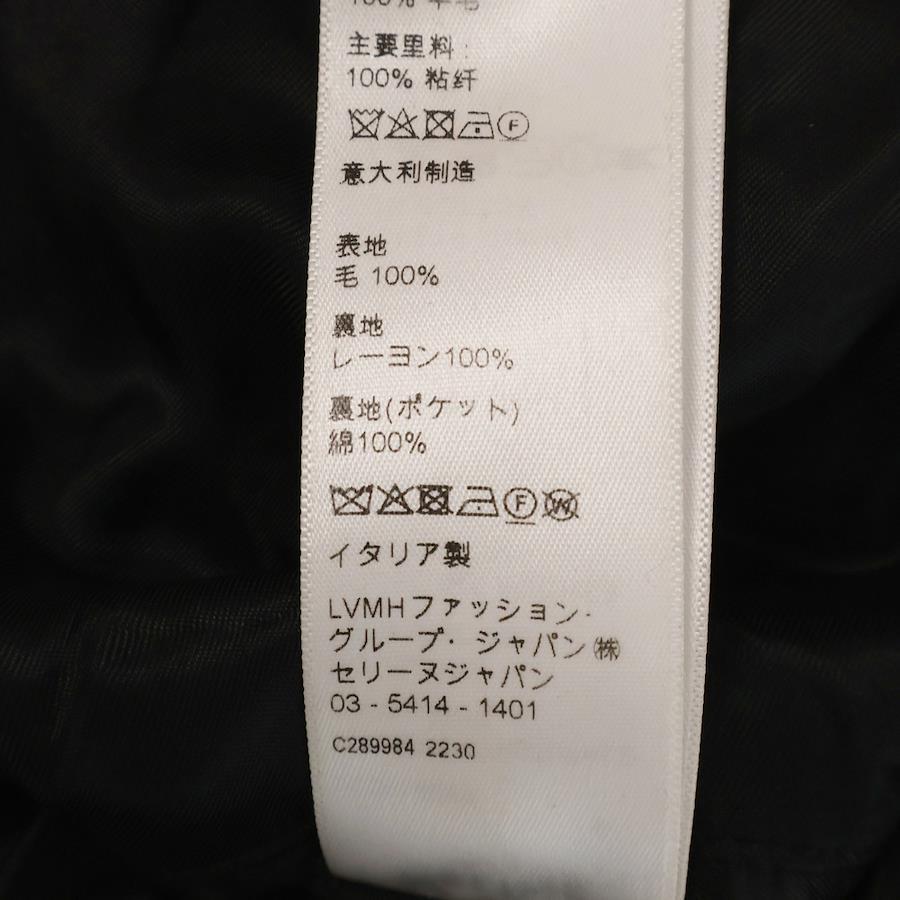 100% 羊毛
主要里料:
100% 粘纤
F
意大利制造
表地
毛 100%
裏地
レーヨン100%
裏地(ポケット)
綿100%
F W
イタリア製
LVMHファッション・
グループ・ジャパン㈱
セリーヌジャパン
03 - 5414 - 1401
C289984 2230